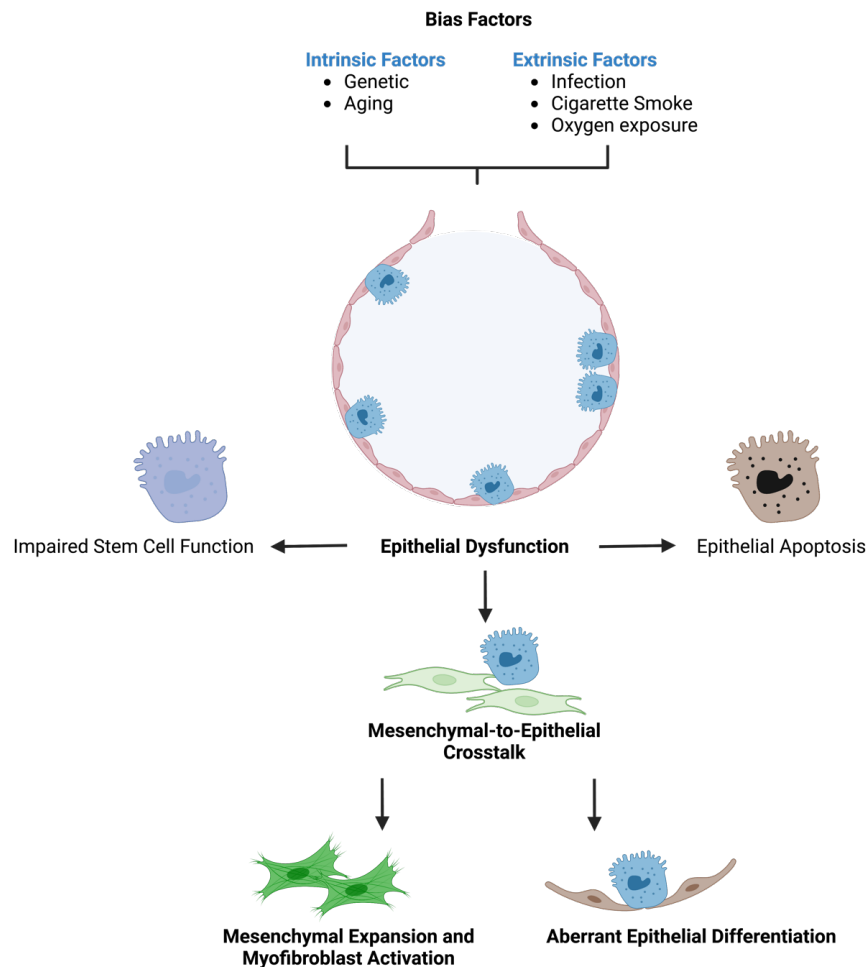 Bias Factors
Intrinsic Factors
• Genetic
• Aging
Extrinsic Factors
• Infection
• Cigarette Smoke
• Oxygen exposure
Impaired Stem Cell Function
Epithelial Dysfunction
Epithelial Apoptosis
Mesenchymal-to-Epithelial
Crosstalk
Mesenchymal Expansion and
Myofibroblast Activation
Aberrant Epithelial Differentiation